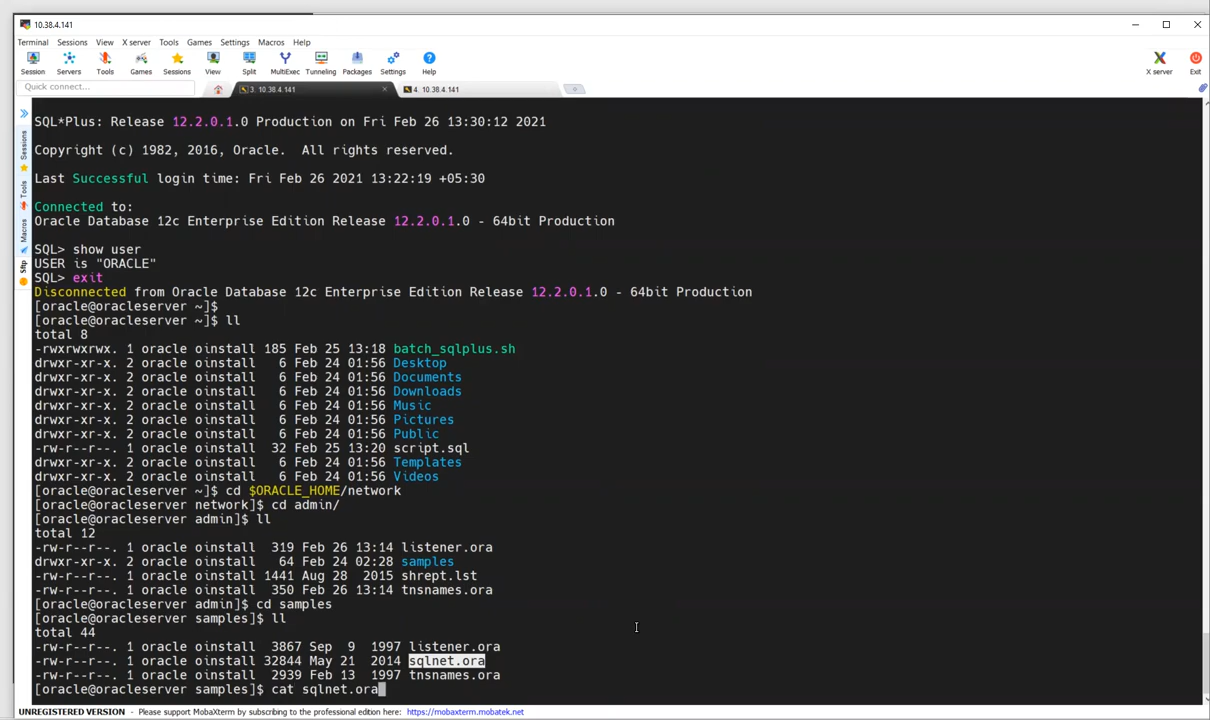 10.38.4.141
Terminal Sessions View X server Tools Games Settings Macros Help
Session Servers Tools Games Sessions View Split MultiExec Tunneling Packages Settings Help X server Exit
Quick connect...
3. 10.38.4.141
4. 10.38.4.141
Sessions
Tools
Macros
Sftp
SQL*Plus: Release 12.2.0.1.0 Production on Fri Feb 26 13:30:12 2021
Copyright (c) 1982, 2016, Oracle.  All rights reserved.
Last Successful login time: Fri Feb 26 2021 13:22:19 +05:30
Connected to:
Oracle Database 12c Enterprise Edition Release 12.2.0.1.0 - 64bit Production
SQL> show user
USER is "ORACLE"
SQL> exit
Disconnected from Oracle Database 12c Enterprise Edition Release 12.2.0.1.0 - 64bit Production
[oracle@oracleserver ~]$
[oracle@oracleserver ~]$ ll
total 8
-rwxrwxrwx. 1 oracle oinstall 185 Feb 25 13:18 batch_sqlplus.sh
drwxr-xr-x. 2 oracle oinstall   6 Feb 24 01:56 Desktop
drwxr-xr-x. 2 oracle oinstall   6 Feb 24 01:56 Documents
drwxr-xr-x. 2 oracle oinstall   6 Feb 24 01:56 Downloads
drwxr-xr-x. 2 oracle oinstall   6 Feb 24 01:56 Music
drwxr-xr-x. 2 oracle oinstall   6 Feb 24 01:56 Pictures
drwxr-xr-x. 2 oracle oinstall   6 Feb 24 01:56 Public
-rw-r--r--. 1 oracle oinstall  32 Feb 25 13:20 script.sql
drwxr-xr-x. 2 oracle oinstall   6 Feb 24 01:56 Templates
drwxr-xr-x. 2 oracle oinstall   6 Feb 24 01:56 Videos
[oracle@oracleserver ~]$ cd $ORACLE_HOME/network
[oracle@oracleserver network]$ cd admin/
[oracle@oracleserver admin]$ ll
total 12
-rw-r--r--. 1 oracle oinstall  319 Feb 26 13:14 listener.ora
drwxr-xr-x. 2 oracle oinstall   64 Feb 24 02:28 samples
-rw-r--r--. 1 oracle oinstall 1441 Aug 28  2015 shrept.lst
-rw-r--r--. 1 oracle oinstall  350 Feb 26 13:14 tnsnames.ora
[oracle@oracleserver admin]$ cd samples
[oracle@oracleserver samples]$ ll
total 44
-rw-r--r--. 1 oracle oinstall  3867 Sep  9  1997 listener.ora
-rw-r--r--. 1 oracle oinstall 32844 May 21  2014 sqlnet.ora
-rw-r--r--. 1 oracle oinstall  2939 Feb 13  1997 tnsnames.ora
[oracle@oracleserver samples]$ cat sqlnet.ora
UNREGISTERED VERSION - Please support MobaXterm by subscribing to the professional edition here: https://mobaxterm.mobatek.net